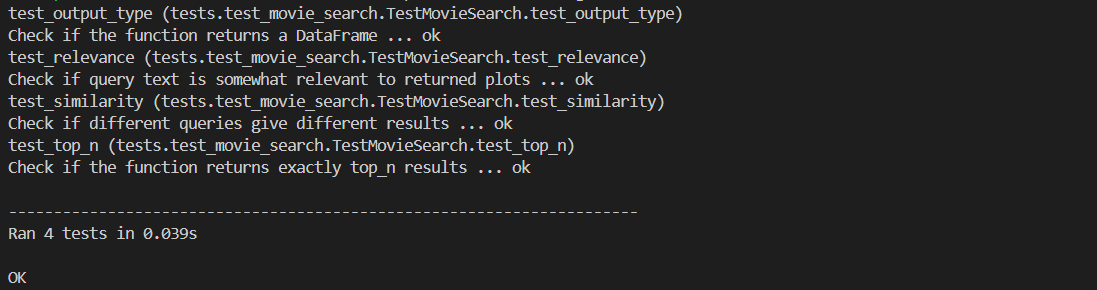 test_output_type (tests.test_movie_search.TestMovieSearch.test_output_type)
Check if the function returns a DataFrame ... ok
test_relevance (tests.test_movie_search.TestMovieSearch.test_relevance)
Check if query text is somewhat relevant to returned plots ... ok
test_similarity (tests.test_movie_search.TestMovieSearch.test_similarity)
Check if different queries give different results ... ok
test_top_n (tests.test_movie_search.TestMovieSearch.test_top_n)
Check if the function returns exactly top_n results ... ok
----------------------------------------------------------------------
Ran 4 tests in 0.039s
OK